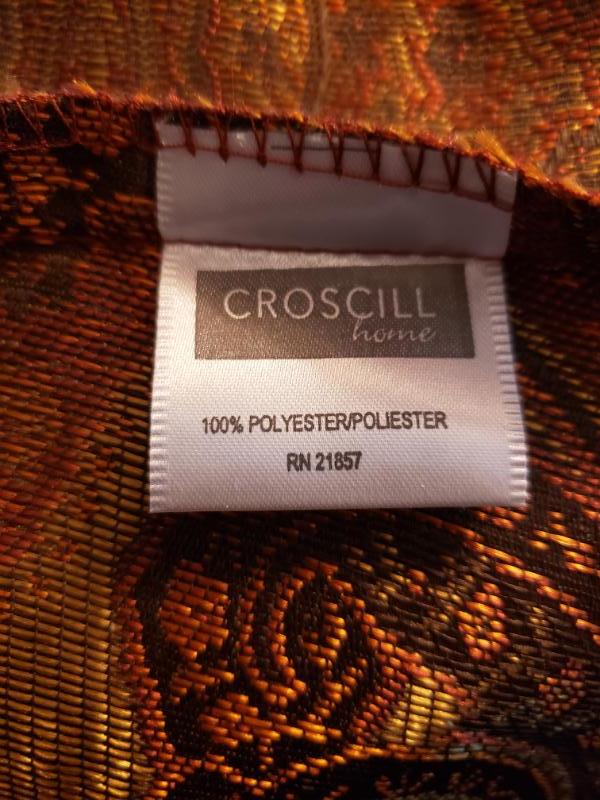 CROSCILL
home
100% POLYESTER/POLIESTER
RN 21857